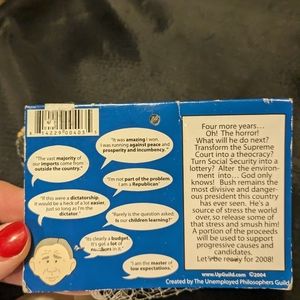 14229 00403
"The vast majority of
our imports come from
outside the country."
"It was amazing I won.
I was running against peace and
prosperity and incumbency."
"I'm not part of the
problem. I am
a Republican"
"If this were a dictatorship,
it would be a heck of a lot easier,
just so long as I'm the
dictator."
"Rarely is the question asked:
Is our children learning?"
"Its clearly a budget.
It's got a lot of
numbers in it."
"I am the master of
low expectations."
Four more years...
Oh! The horror!
What will he do next?
Transform the Supreme
Court into a theocracy?
Turn Social Security into a
lottery? Alter the
environment into... God only
knows! Bush remains the
most divisive and danger-
ous president this country
has ever seen. He's a
source of stress the world
over, so release some of
that stress and smush him!
A portion of the proceeds
will be used to support
progressive causes and
candidates.
Let's be ready for 2008!
www.UpGuild.com ©2004
Created by The Unemployed Philosophers Guild